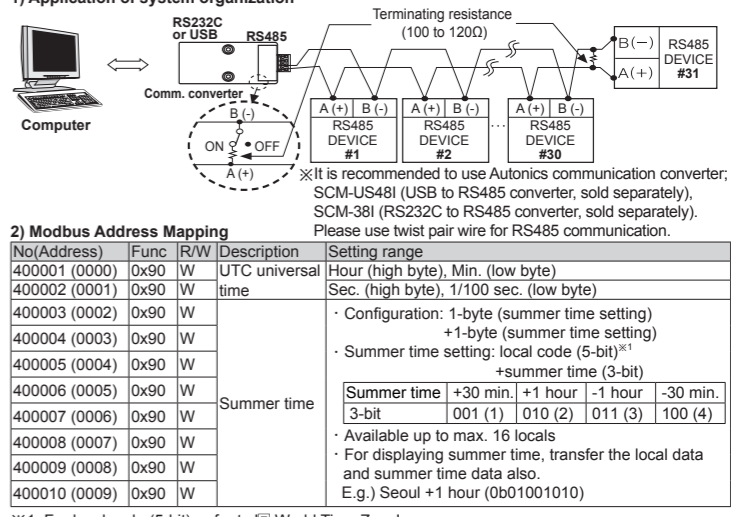 1) Application of system organization
Terminating resistance
(100 to 120Ω)
RS232C
or USB
RS485
Comm. converter
Computer
B (-)
ON
OFF
A (+)
A (+) B (-)
RS485
DEVICE
#1
A (+) B (-)
RS485
DEVICE
#2
...
A (+) B (-)
RS485
DEVICE
#30
B(−)
A(+)
RS485
DEVICE
#31
※It is recommended to use Autonics communication converter;
SCM-US48I (USB to RS485 converter, sold separately),
SCM-38I (RS232C to RS485 converter, sold separately).
Please use twist pair wire for RS485 communication.
2) Modbus Address Mapping
No(Address) Func R/W Description Setting range
400001 (0000) 0x90 W UTC universal time Hour (high byte), Min. (low byte)
400002 (0001) 0x90 W Sec. (high byte), 1/100 sec. (low byte)
400003 (0002) 0x90 W
400004 (0003) 0x90 W
400005 (0004) 0x90 W
400006 (0005) 0x90 W
400007 (0006) 0x90 W
400008 (0007) 0x90 W
400009 (0008) 0x90 W
400010 (0009) 0x90 W
Summer time
· Configuration: 1-byte (summer time setting)
+1-byte (summer time setting)
· Summer time setting: local code (5-bit)※1
+summer time (3-bit)
Summer time +30 min. +1 hour -1 hour -30 min.
3-bit 001 (1) 010 (2) 011 (3) 100 (4)
· Available up to max. 16 locals
· For displaying summer time, transfer the local data
and summer time data also.
E.g.) Seoul +1 hour (0b01001010)